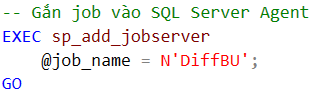 -- Gắn job vào SQL Server Agent
EXEC sp_add_jobserver
@job_name = N'DiffBU';
GO